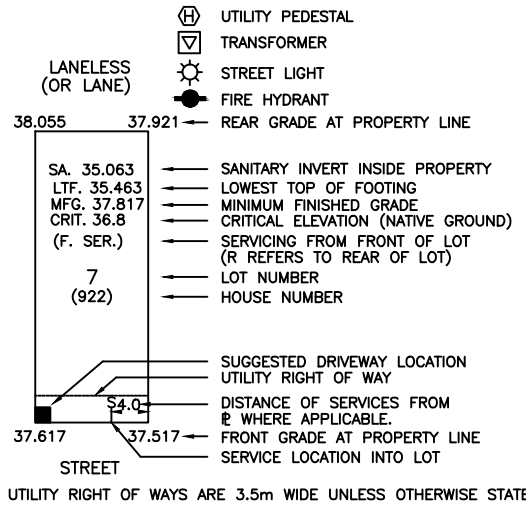 UTILITY PEDESTAL
TRANSFORMER
LANELESS
(OR LANE)
STREET LIGHT
FIRE HYDRANT
38.055 37.921 REAR GRADE AT PROPERTY LINE
SA. 35.063 SANITARY INVERT INSIDE PROPERTY
LTF. 35.463 LOWEST TOP OF FOOTING
MFG. 37.817 MINIMUM FINISHED GRADE
CRIT. 36.8 CRITICAL ELEVATION (NATIVE GROUND)
(F. SER.) SERVICING FROM FRONT OF LOT
(R REFERS TO REAR OF LOT)
7 LOT NUMBER
(922) HOUSE NUMBER
SUGGESTED DRIVEWAY LOCATION
UTILITY RIGHT OF WAY
S4.0 DISTANCE OF SERVICES FROM
℄ WHERE APPLICABLE.
37.617 37.517 FRONT GRADE AT PROPERTY LINE
SERVICE LOCATION INTO LOT
STREET
UTILITY RIGHT OF WAYS ARE 3.5m WIDE UNLESS OTHERWISE STATE